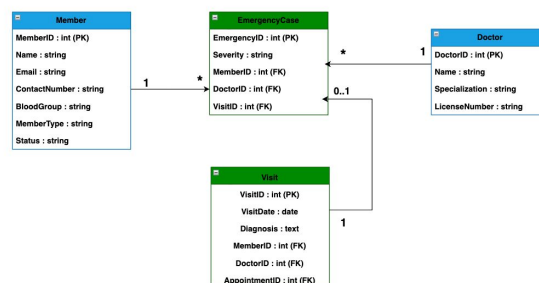 Member
MemberID : int (PK)
Name : string
Email : string
ContactNumber : string
BloodGroup : string
MemberType : string
Status : string
1
*
EmergencyCase
EmergencyID : int (PK)
Severity : string
MemberID : int (FK)
DoctorID : int (FK)
VisitID : int (FK)
*
1
0..1
Doctor
DoctorID : int (PK)
Name : string
Specialization : string
LicenseNumber : string
Visit
VisitID : int (PK)
VisitDate : date
Diagnosis : text
MemberID : int (FK)
DoctorID : int (FK)
AppointmentID : int (FK)
1